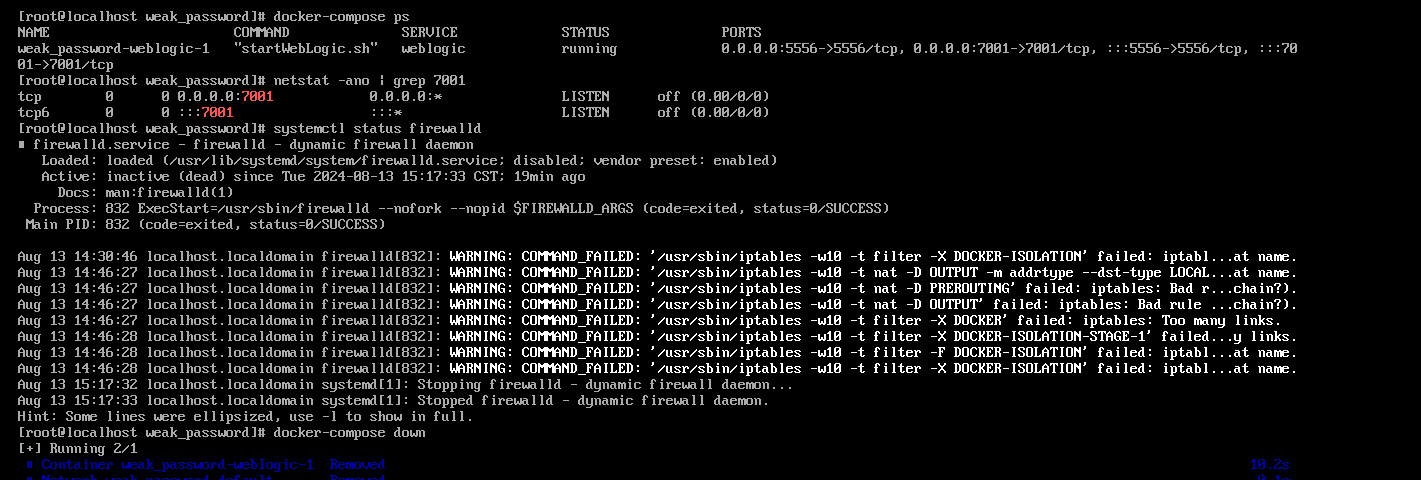 [root@localhost weak_password]# docker-compose ps
NAME COMMAND SERVICE STATUS PORTS
weak_password-weblogic-1 "startWebLogic.sh" weblogic running 0.0.0.0:5556->5556/tcp, 0.0.0.0:7001->7001/tcp, :::5556->5556/tcp, :::70
01->7001/tcp
[root@localhost weak_password]# netstat -ano | grep 7001
tcp 0 0 0.0.0.0:7001 0.0.0.0:* LISTEN off (0.00/0/0)
tcp6 0 0 :::7001 :::* LISTEN off (0.00/0/0)
[root@localhost weak_password]# systemctl status firewalld
■ firewalld.service - firewalld - dynamic firewall daemon
Loaded: loaded (/usr/lib/systemd/system/firewalld.service; disabled; vendor preset: enabled)
Active: inactive (dead) since Tue 2024-08-13 15:17:33 CST; 19min ago
Docs: man:firewalld(1)
Process: 832 ExecStart=/usr/sbin/firewalld --nofork --nopid $FIREWALLD_ARGS (code=exited, status=0/SUCCESS)
Main PID: 832 (code=exited, status=0/SUCCESS)
Aug 13 14:30:46 localhost.localdomain firewalld[832]: WARNING: COMMAND_FAILED: '/usr/sbin/iptables -w10 -t filter -X DOCKER-ISOLATION' failed: iptabl...at name.
Aug 13 14:46:27 localhost.localdomain firewalld[832]: WARNING: COMMAND_FAILED: '/usr/sbin/iptables -w10 -t nat -D OUTPUT -m addrtype --dst-type LOCAL...at name.
Aug 13 14:46:27 localhost.localdomain firewalld[832]: WARNING: COMMAND_FAILED: '/usr/sbin/iptables -w10 -t nat -D PREROUTING' failed: iptables: Bad r...chain?).
Aug 13 14:46:27 localhost.localdomain firewalld[832]: WARNING: COMMAND_FAILED: '/usr/sbin/iptables -w10 -t nat -D OUTPUT' failed: iptables: Bad rule ...chain?).
Aug 13 14:46:27 localhost.localdomain firewalld[832]: WARNING: COMMAND_FAILED: '/usr/sbin/iptables -w10 -t filter -X DOCKER' failed: iptables: Too many links.
Aug 13 14:46:28 localhost.localdomain firewalld[832]: WARNING: COMMAND_FAILED: '/usr/sbin/iptables -w10 -t filter -X DOCKER-ISOLATION-STAGE-1' failed...y links.
Aug 13 14:46:28 localhost.localdomain firewalld[832]: WARNING: COMMAND_FAILED: '/usr/sbin/iptables -w10 -t filter -F DOCKER-ISOLATION' failed: iptabl...at name.
Aug 13 14:46:28 localhost.localdomain firewalld[832]: WARNING: COMMAND_FAILED: '/usr/sbin/iptables -w10 -t filter -X DOCKER-ISOLATION' failed: iptabl...at name.
Aug 13 15:17:32 localhost.localdomain systemd[1]: Stopping firewalld - dynamic firewall daemon...
Aug 13 15:17:33 localhost.localdomain systemd[1]: Stopped firewalld - dynamic firewall daemon.
Hint: Some lines were ellipsized, use -l to show in full.
[root@localhost weak_password]# docker-compose down
[+] Running 2/1
■ Container weak_password-weblogic-1 Removed 10.2s